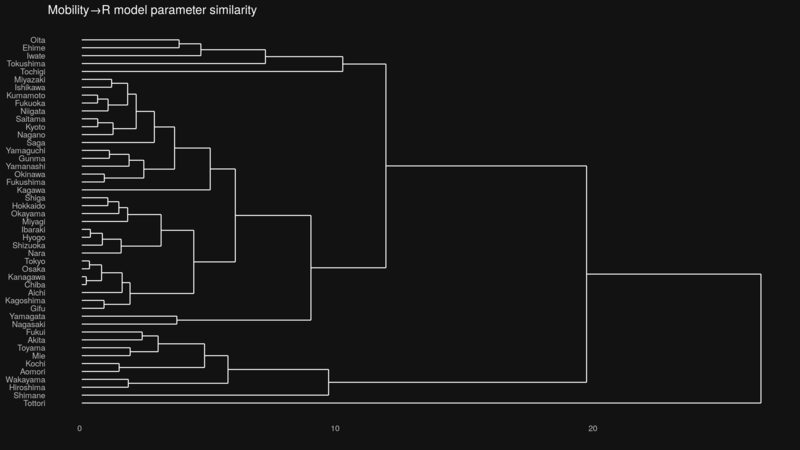 Mobility→R model parameter similarity
Oita
Ehime
Iwate
Tokushima
Tochigi
Miyazaki
Ishikawa
Kumamoto
Fukuoka
Niigata
Saitama
Kyoto
Nagano
Saga
Yamaguchi
Gunma
Yamanashi
Okinawa
Fukushima
Kagawa
Shiga
Hokkaido
Okayama
Miyagi
Ibaraki
Hyogo
Shizuoka
Nara
Tokyo
Osaka
Kanagawa
Chiba
Aichi
Kagoshima
Gifu
Yamagata
Nagasaki
Fukui
Akita
Toyama
Mie
Kochi
Aomori
Wakayama
Hiroshima
Shimane
Tottori
0 10 20